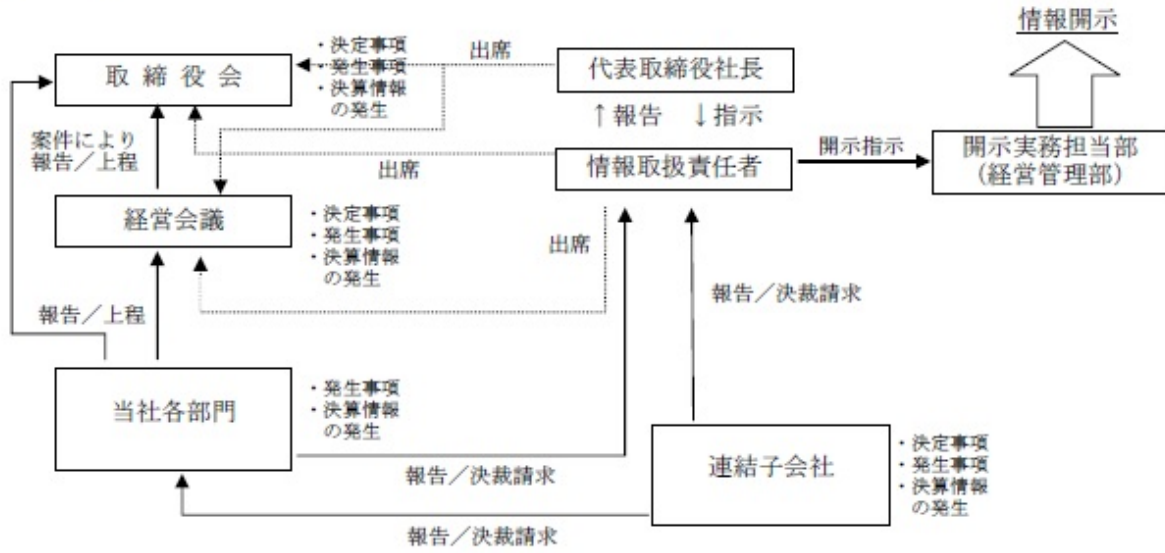 情報開示
・決定事項
・発生事項
・決算情報
の発生
出席
取締役会
代表取締役社長
↑報告 ↓指示
案件により
報告/上程
出席
開示指示
情報取扱責任者
開示実務担当部
(経営管理部)
経営会議
・決定事項
・発生事項
・決算情報
の発生
出席
報告/上程
報告/決裁請求
当社各部門
・発生事項
・決算情報
の発生
報告/決裁請求
連結子会社
・決定事項
・発生事項
・決算情報
の発生
報告/決裁請求